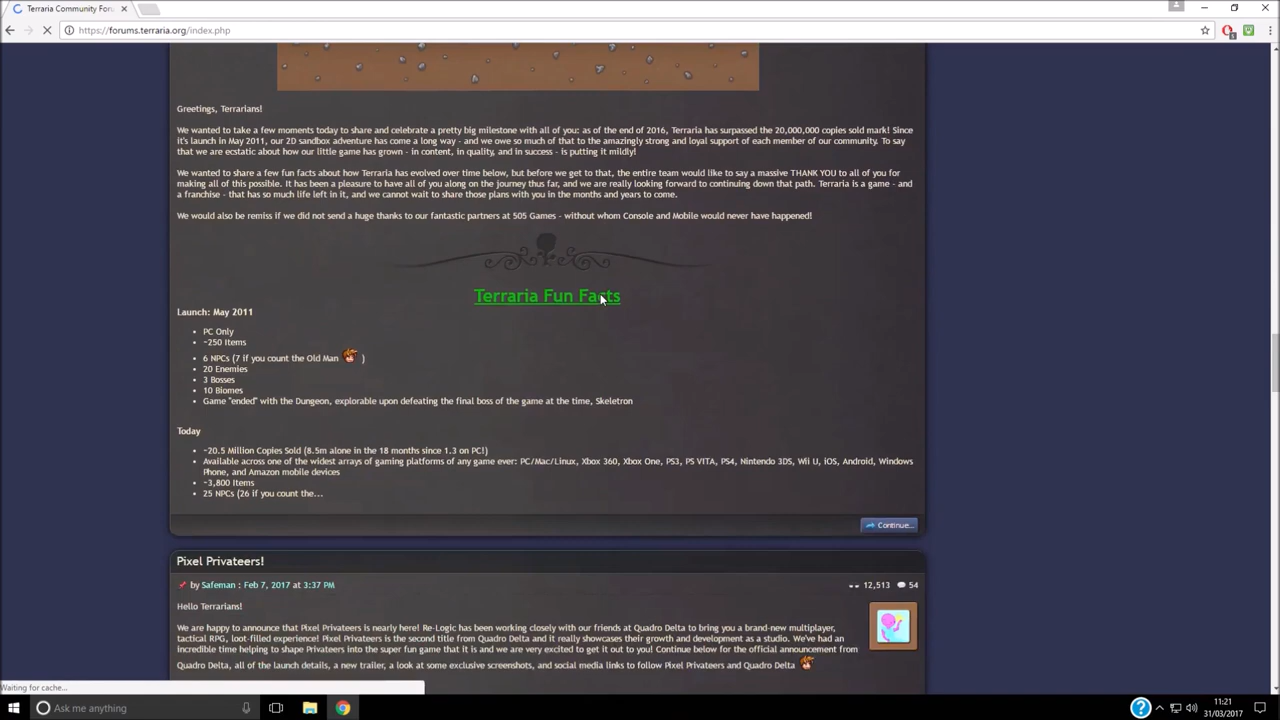 Terraria Community Foru
https://forums.terraria.org/index.php
Greetings, Terrarians!
We wanted to take a few moments today to share and celebrate a pretty big milestone with all of you: as of the end of 2016, Terraria has surpassed the 20,000,000 copies sold mark! Since
it's launch in May 2011, our 2D sandbox adventure has come a long way - and we owe so much of that to the amazingly strong and loyal support of each member of our community. To say
that we are ecstatic about how our little game has grown - in content, in quality, and in success - is putting it mildly!
We wanted to share a few fun facts about how Terraria has evolved over time below, but before we get to that, the entire team would like to say a massive THANK YOU to all of you for
making all of this possible. It has been a pleasure to have all of you along on the journey thus far, and we are really looking forward to continuing down that path. Terraria is a game - and
a franchise - that has so much life left in it, and we cannot wait to share those plans with you in the months and years to come.
We would also be remiss if we did not send a huge thanks to our fantastic partners at 505 Games - without whom Console and Mobile would never have happened!
Terraria Fun Facts
Launch: May 2011
• PC Only
• ~250 Items
• 6 NPCs (7 if you count the Old Man )
• 20 Enemies
• 3 Bosses
• 10 Biomes
• Game "ended" with the Dungeon, explorable upon defeating the final boss of the game at the time, Skeletron
Today
• ~20.5 Million Copies Sold (8.5m alone in the 18 months since 1.3 on PC!)
• Available across one of the widest arrays of gaming platforms of any game ever: PC/Mac/Linux, Xbox 360, Xbox One, PS3, PS VITA, PS4, Nintendo 3DS, Wii U, iOS, Android, Windows
Phone, and Amazon mobile devices
• ~3,800 Items
• 25 NPCs (26 if you count the...
Continue...
Pixel Privateers!
by Safeman : Feb 7, 2017 at 3:37 PM 12,513 54
Hello Terrarians!
We are happy to announce that Pixel Privateers is nearly here! Re-Logic has been working closely with our friends at Quadro Delta to bring you a brand-new multiplayer,
tactical RPG, loot-filled experience! Pixel Privateers is the second title from Quadro Delta and it really showcases their growth and development as a studio. We've had an
incredible time helping to shape Privateers into the super fun game that it is and we are very excited to get it out to you! Continue below for the official announcement from
Quadro Delta, all of the launch details, a new trailer, a look at some exclusive screenshots, and social media links to follow Pixel Privateers and Quadro Delta
Waiting for cache...
Ask me anything
11:21
31/03/2017